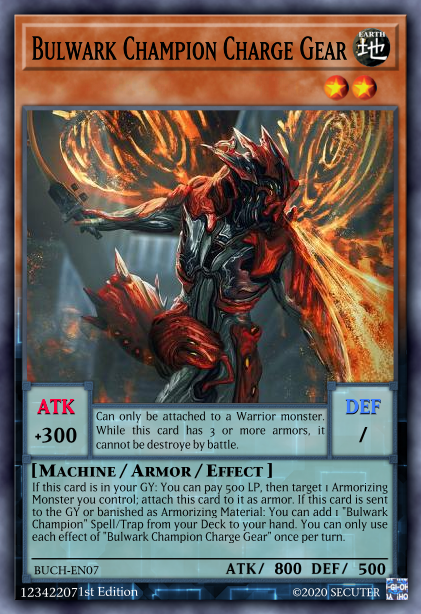 Bulwark Champion Charge Gear
EARTH
地
ATK
+300
Can only be attached to a Warrior monster.
While this card has 3 or more armors, it
cannot be destroye by battle.
DEF
/
[Machine / Armor / Effect ]
If this card is in your GY: You can pay 500 LP, then target 1 Armorizing
Monster you control; attach this card to it as armor. If this card is sent
to the GY or banished as Armorizing Material: You can add 1 "Bulwark
Champion" Spell/Trap from your Deck to your hand. You can only use
each effect of "Bulwark Champion Charge Gear" once per turn.
BUCH-EN07
ATK/ 800 DEF/ 500
123422071st Edition
©2020 SECUTER